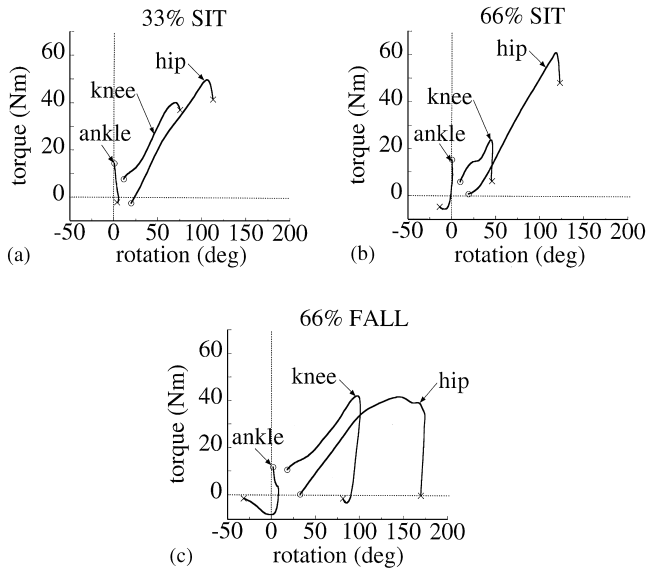 33% SIT
66% SIT
60
40
20
0
torque (Nm)
hip
knee
ankle
-50 0 50 100 150 200
(a) rotation (deg)
60
40
20
0
torque (Nm)
hip
knee
ankle
-50 0 50 100 150 200
(b) rotation (deg)
66% FALL
60
40
20
0
torque (Nm)
knee
hip
ankle
-50 0 50 100 150 200
(c) rotation (deg)